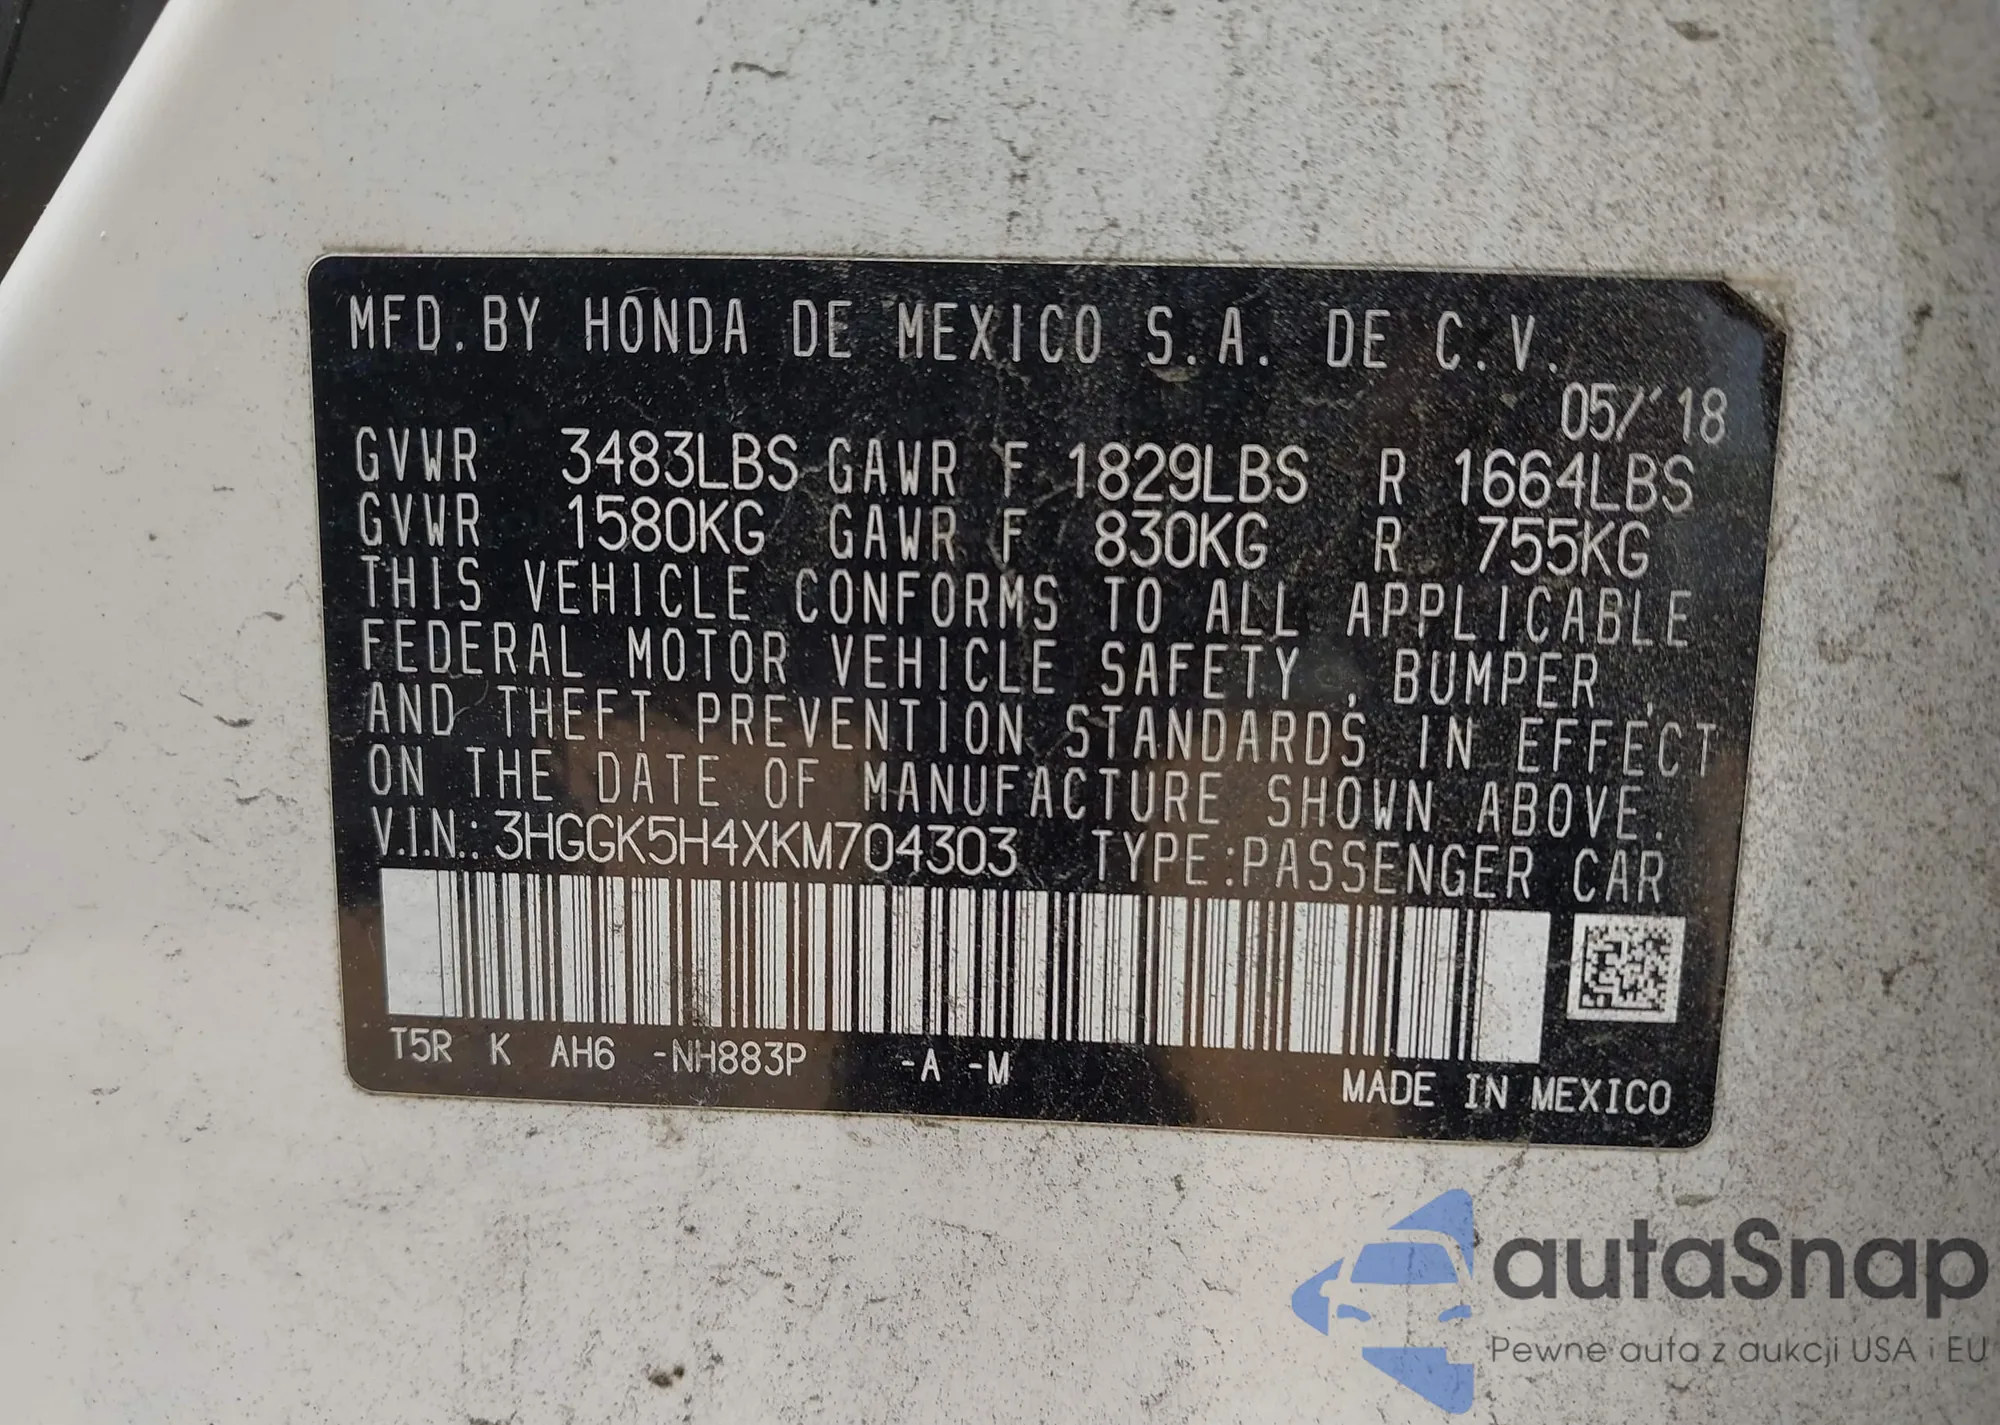 MFD. BY HONDA DE MEXICO S.A. DE C.V.
05/'18
GVWR 3483LBS GAWR F 1829LBS R 1664LBS
GVWR 1580KG GAWR F 830KG R 755KG
THIS VEHICLE CONFORMS TO ALL APPLICABLE
FEDERAL MOTOR VEHICLE SAFETY , BUMPER ,
AND THEFT PREVENTION STANDARDS IN EFFECT
ON THE DATE OF MANUFACTURE SHOWN ABOVE.
V.I.N.: 3HGGK5H4XKM704303 TYPE:PASSENGER CAR
T5R K AH6 -NH883P -A -M
MADE IN MEXICO
autaSnap
Pewne auta z aukcji USA i EU